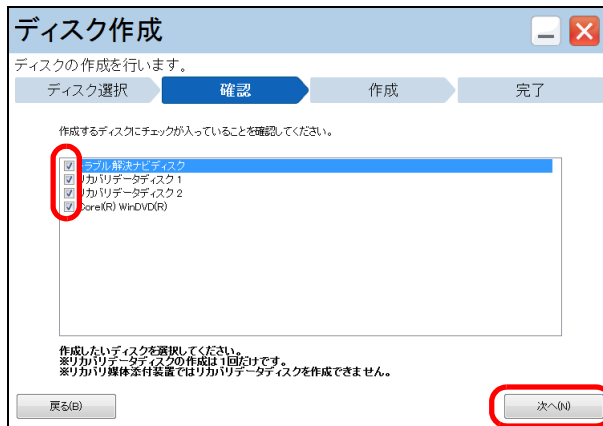 ディスク作成
ディスクの作成を行います。
ディスク選択 確認 作成 完了
作成するディスクにチェックが入っていることを確認してください。
ラブル解決ナビディスク
リカバリデータディスク 1
リカバリデータディスク 2
Corel(R) WinDVD(R)
作成したいディスクを選択してください。
※リカバリデータディスクの作成は1回だけです。
※リカバリ媒体添付装置ではリカバリデータディスクを作成できません。
戻る(B) 次へ(N)